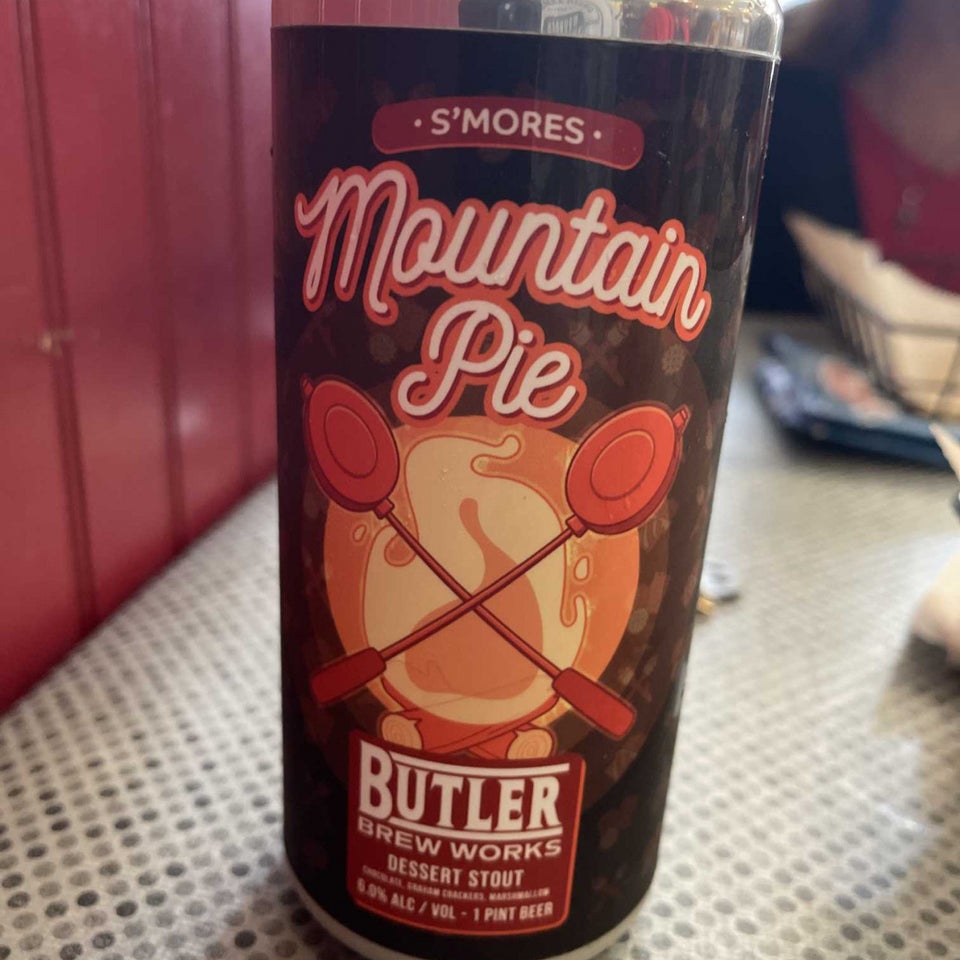 · S'MORES ·
Mountain
Pie
BUTLER
BREW WORKS
DESSERT STOUT
CHOCOLATE, GRAHAM CRACKERS, MARSHMALLOW
6.0% ALC / VOL - 1 PINT BEER